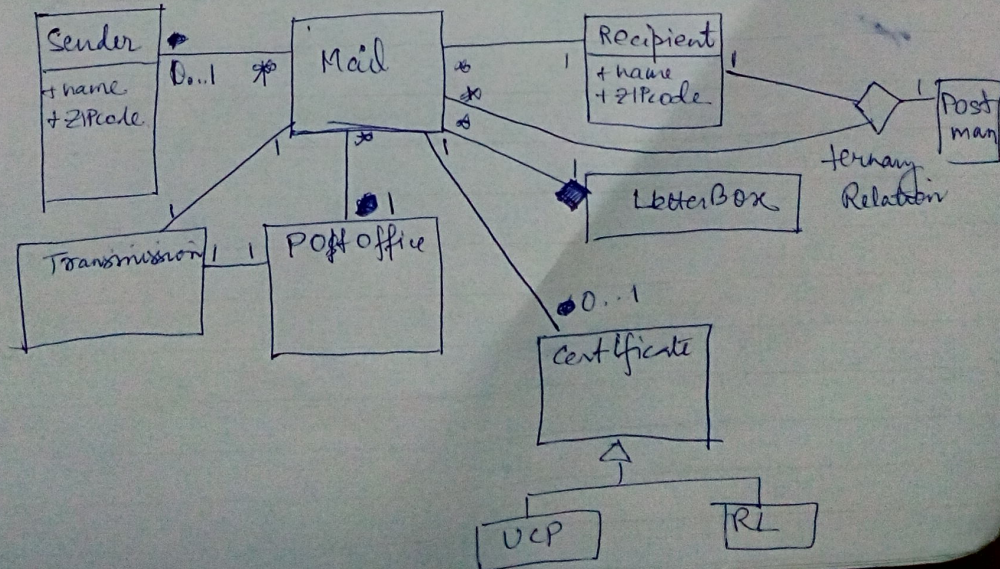 Sender
+ name
+ ZIPcode
0...1
*
Mail
*
1
Recipient
+ name
+ ZIPcode
1
1
Post
man
ternary
Relation
*
*
1
LetterBox
1
1
*
1
1
Transmission
1
1
Post Office
0...1
Certificate
UCP
RL